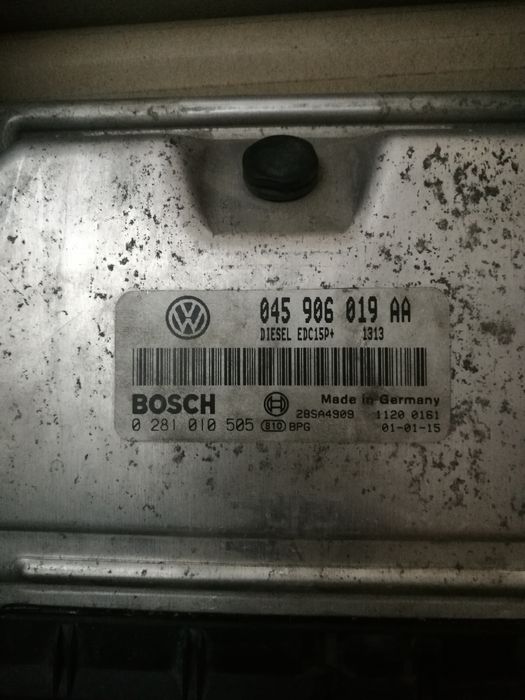 045 906 019 AA
DIESEL EDC15P+ 1313
BOSCH Made in Germany
28SA4909 1120 0161
0 281 010 505 810 BPG 01-01-15